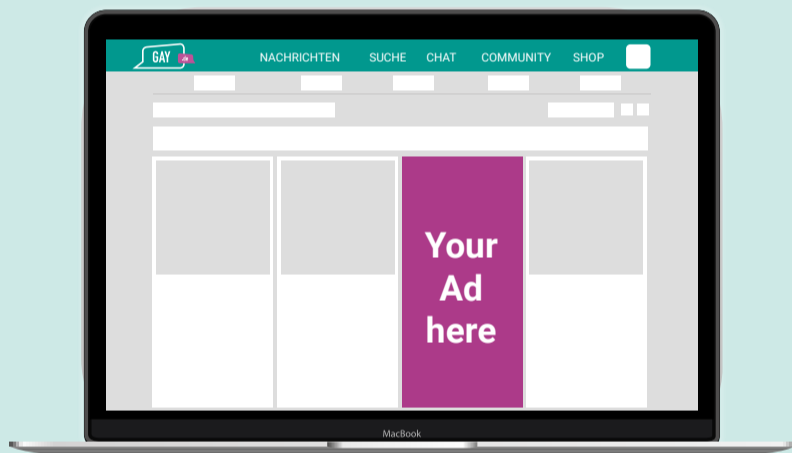 GAY
NACHRICHTEN SUCHE CHAT COMMUNITY SHOP
Your
Ad
here
MacBook